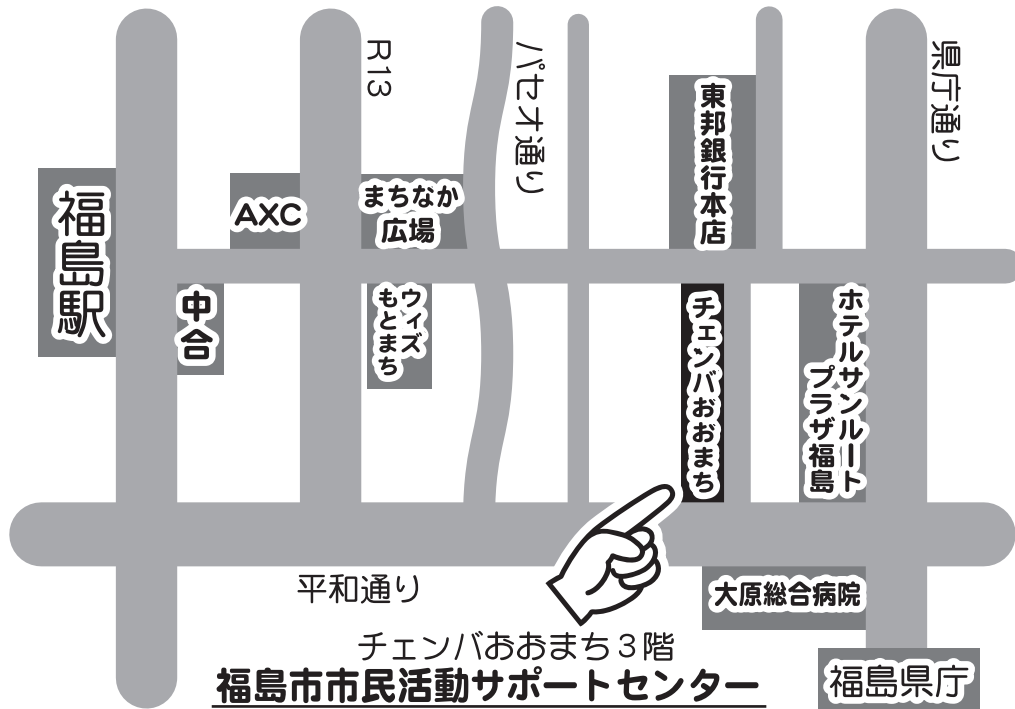 R13
パセオ通り
県庁通り
東邦銀行本店
福島駅
AXC
まちなか
広場
中合
ウィズ
もとまち
チェンバおおまち
ホテルサンルート
プラザ福島
平和通り
大原総合病院
チェンバおおまち3階
福島市市民活動サポートセンター
福島県庁